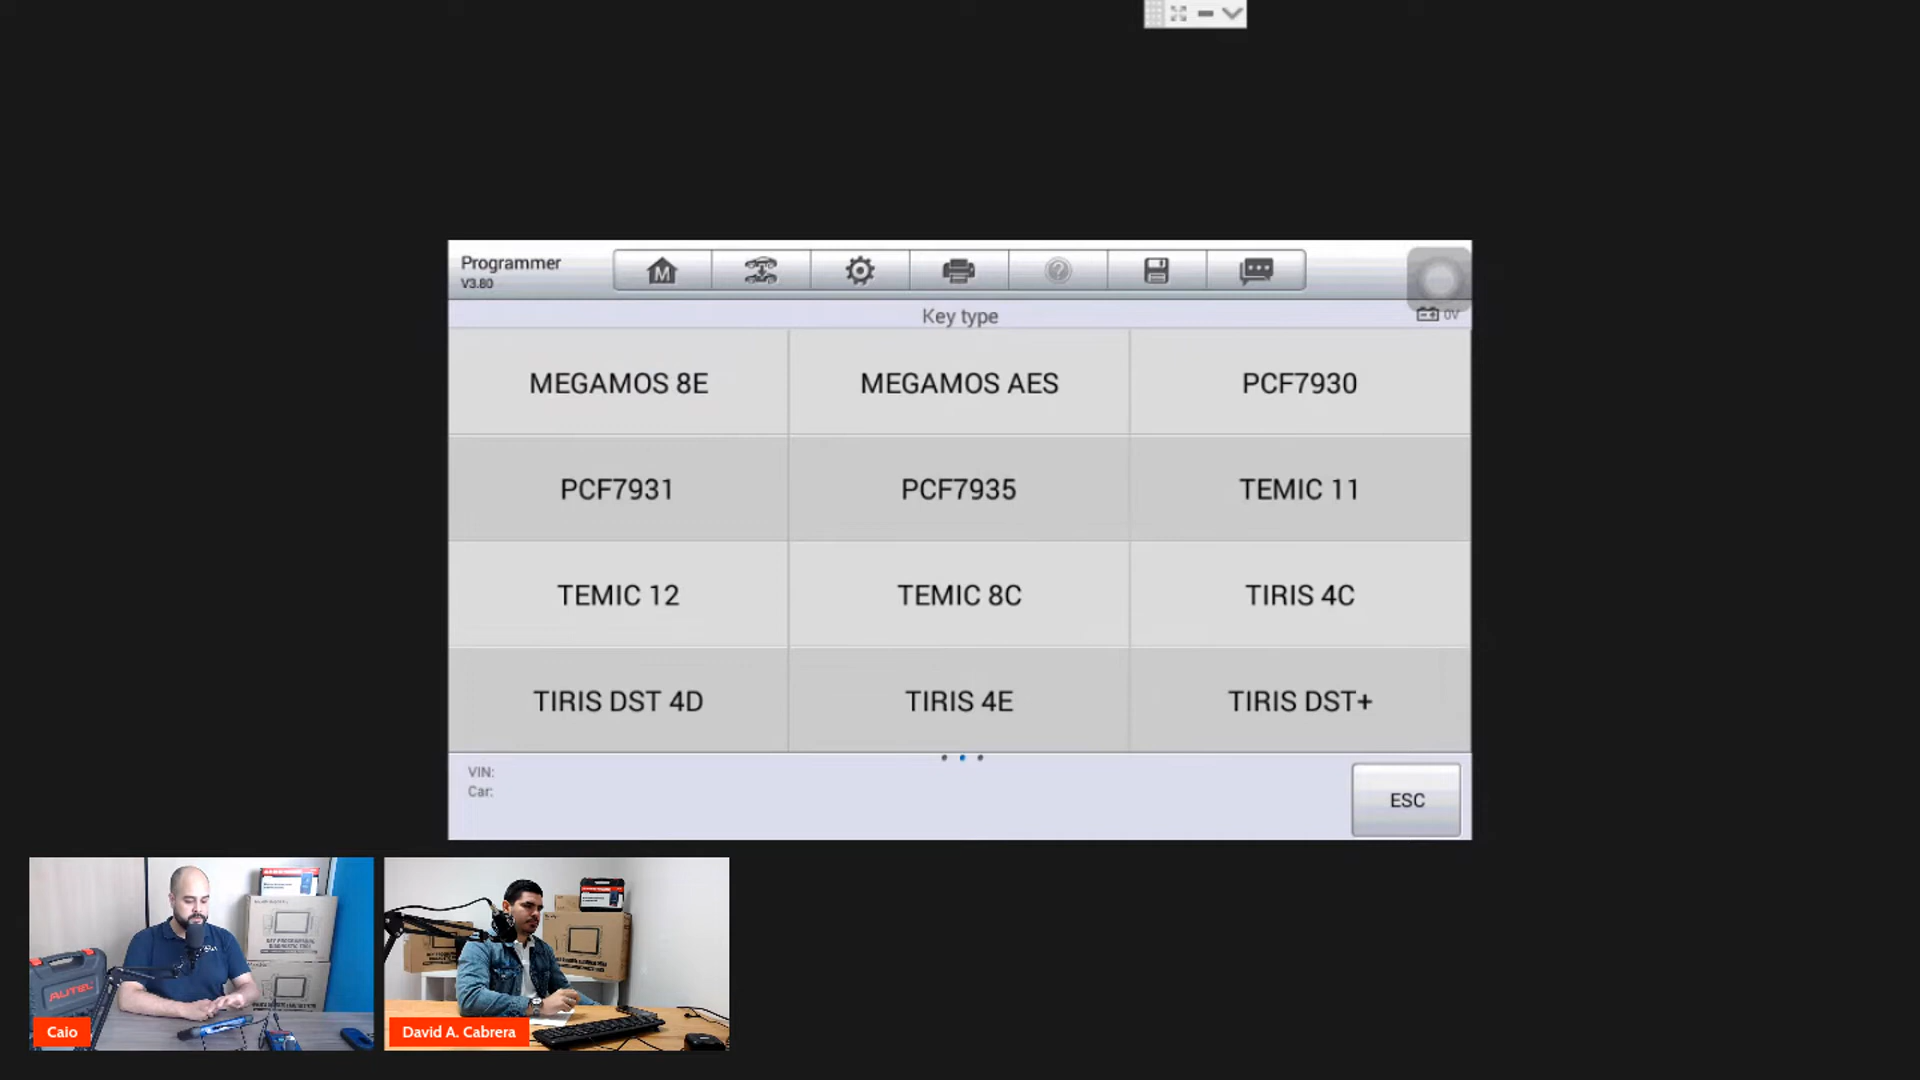 Programmer
V3.80
M
?
Key type
0V
MEGAMOS 8E
MEGAMOS AES
PCF7930
PCF7931
PCF7935
TEMIC 11
TEMIC 12
TEMIC 8C
TIRIS 4C
TIRIS DST 4D
TIRIS 4E
TIRIS DST+
VIN:
Car:
ESC
AUTEL
Caio
David A. Cabrera